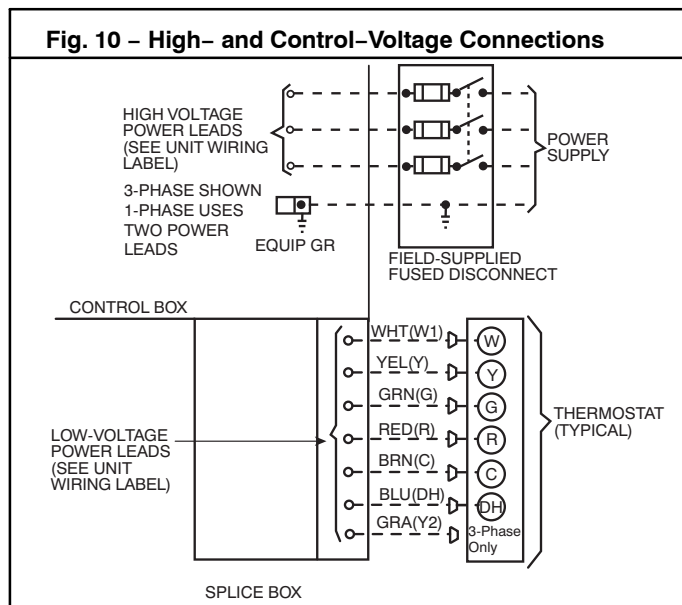 Fig. 10 – High– and Control–Voltage Connections
HIGH VOLTAGE
POWER LEADS
(SEE UNIT WIRING
LABEL)
POWER
SUPPLY
3-PHASE SHOWN
1-PHASE USES
TWO POWER
LEADS
EQUIP GR
FIELD-SUPPLIED
FUSED DISCONNECT
CONTROL BOX
WHT(W1)
W
YEL(Y)
Y
GRN(G)
G
RED(R)
R
BRN(C)
C
BLU(DH)
DH
GRA(Y2)
3-Phase
Only
THERMOSTAT
(TYPICAL)
LOW-VOLTAGE
POWER LEADS
(SEE UNIT
WIRING LABEL)
SPLICE BOX